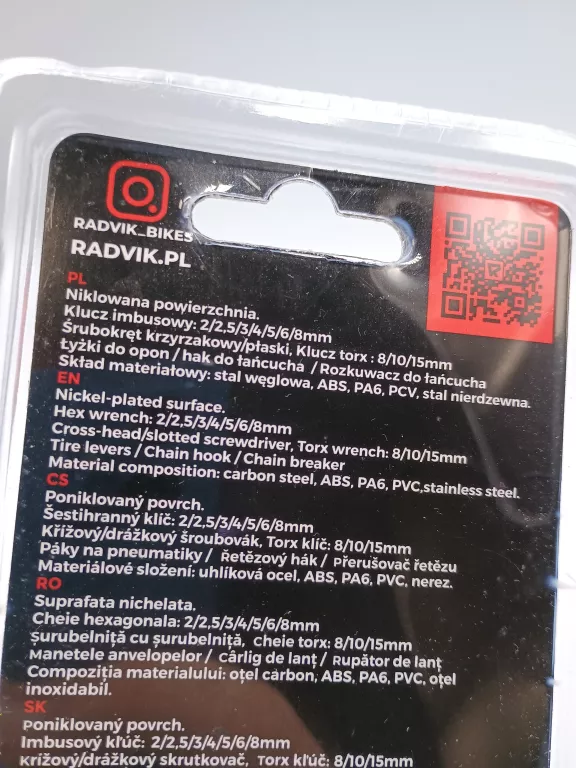 RADVIK_BIKES
RADVIK.PL
PL
Niklowana powierzchnia.
Klucz imbusowy: 2/2,5/3/4/5/6/8mm
Śrubokręt krzyrzakowy/płaski, Klucz torx : 8/10/15mm
Łyżki do opon / hak do łańcucha / Rozkuwacz do łańcucha
Skład materiałowy: stal węglowa, ABS, PA6, PCV, stal nierdzewna.
EN
Nickel-plated surface.
Hex wrench: 2/2,5/3/4/5/6/8mm
Cross-head/slotted screwdriver, Torx wrench: 8/10/15mm
Tire levers / Chain hook / Chain breaker
Material composition: carbon steel, ABS, PA6, PVC,stainless steel.
CS
Poniklovaný povrch.
Šestihranný klíč: 2/2,5/3/4/5/6/8mm
Křížový/drážkový šroubovák, Torx klíč: 8/10/15mm
Páky na pneumatiky / řetězový hák / přerušovač řetězu
Materiálové složení: uhlíková ocel, ABS, PA6, PVC, nerez.
RO
Suprafata nichelata.
Cheie hexagonala: 2/2,5/3/4/5/6/8mm
șurubelniță cu șurubelniță, Cheie torx: 8/10/15mm
Manetele anvelopelor / cârlig de lanț / Rupător de lanț
Compoziția materialului: oțel carbon, ABS, PA6, PVC, oțel
inoxidabil.
SK
Poniklovaný povrch.
Imbusový kľúč: 2/2,5/3/4/5/6/8mm
Krížový/drážkový skrutkovač, Torx kľúč: 8/10/15mm